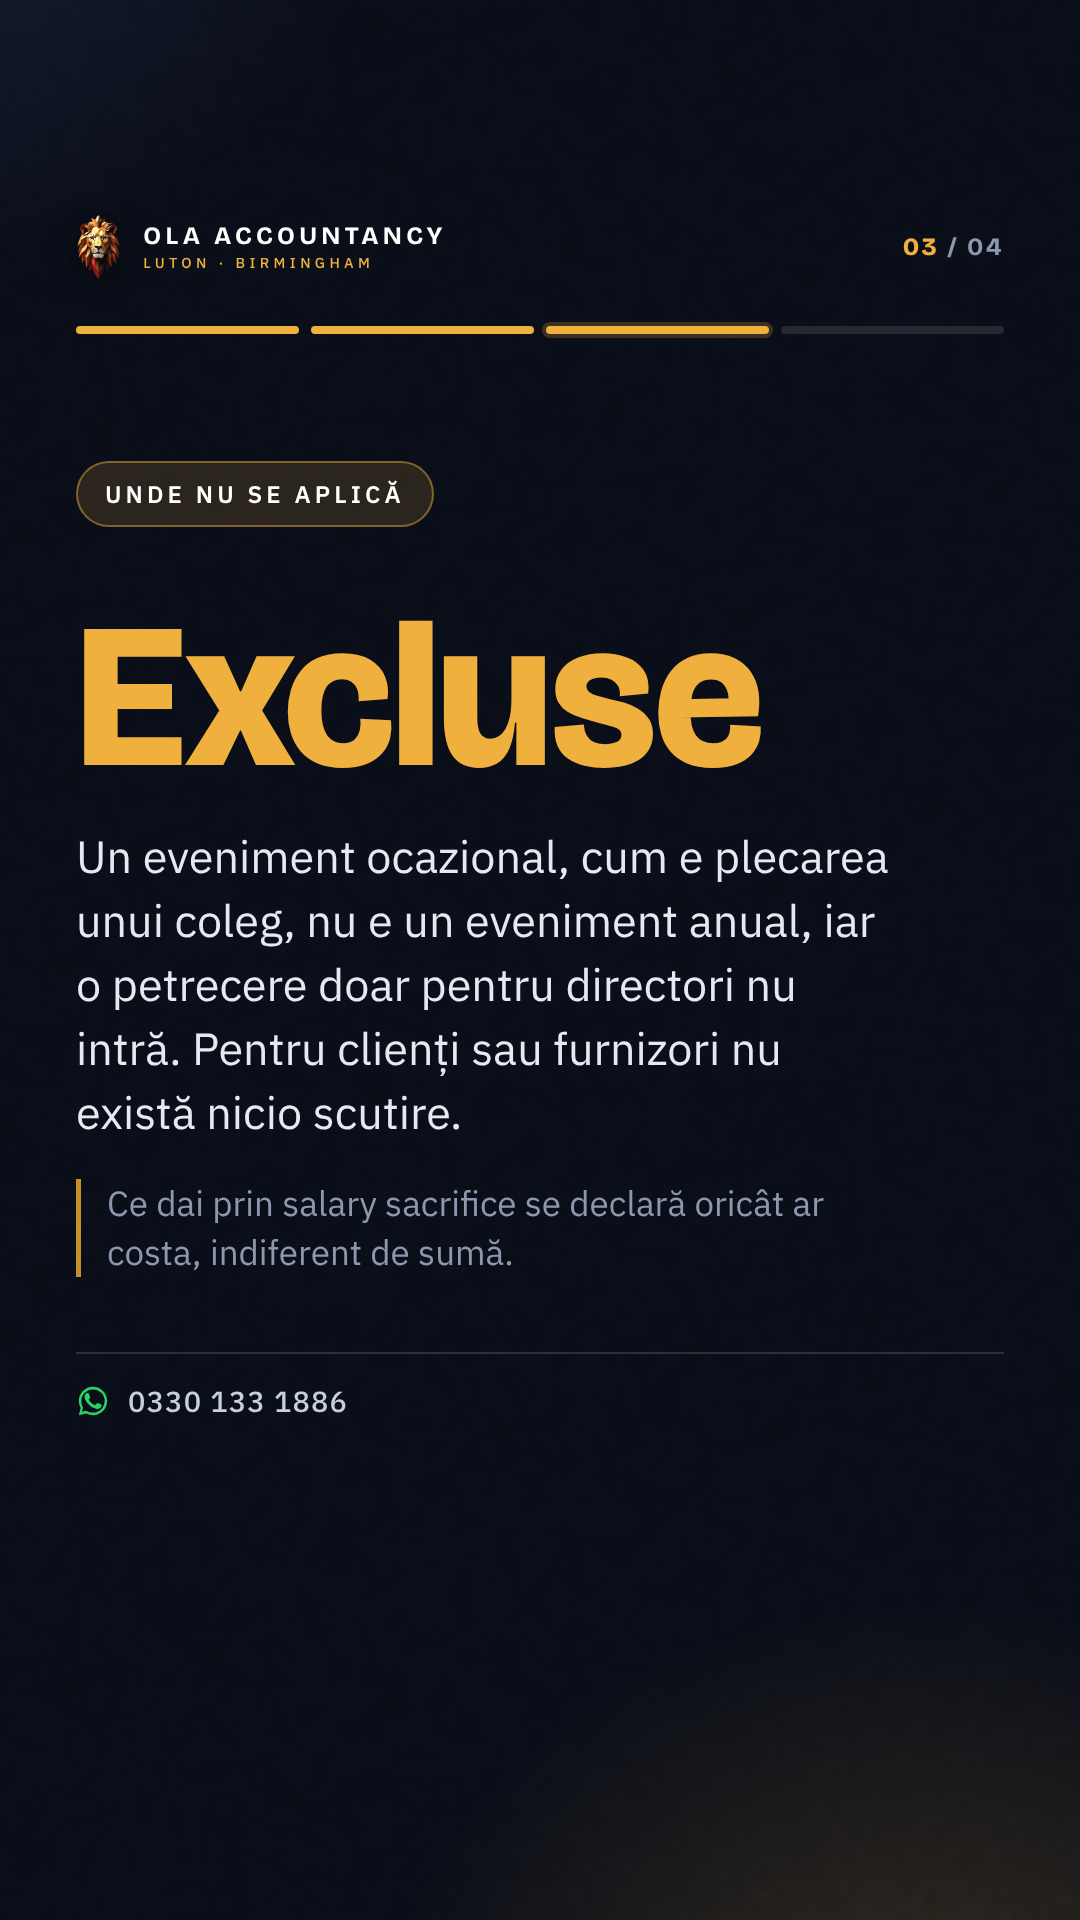 OLA ACCOUNTANCY
LUTON · BIRMINGHAM
03 / 04
UNDE NU SE APLICĂ
Excluse
Un eveniment ocazional, cum e plecarea
unui coleg, nu e un eveniment anual, iar
o petrecere doar pentru directori nu
intră. Pentru clienți sau furnizori nu
există nicio scutire.
Ce dai prin salary sacrifice se declară oricât ar
costa, indiferent de sumă.
0330 133 1886